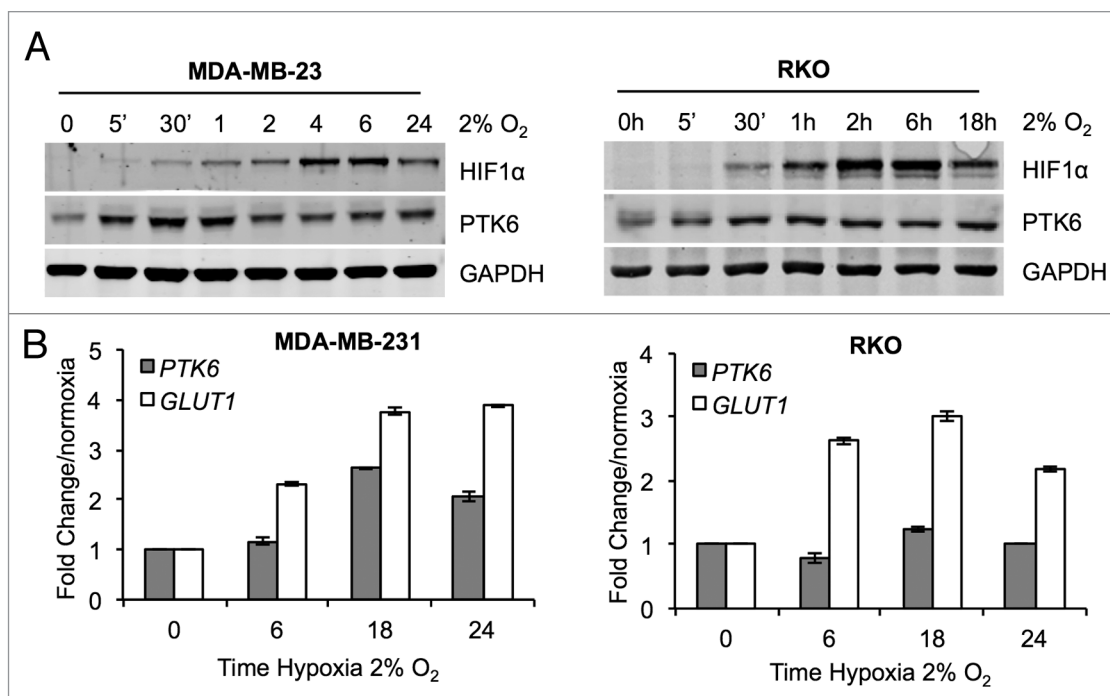 A
MDA-MB-23
0 5’ 30’ 1 2 4 6 24 2% O₂
HIF1α
PTK6
GAPDH
RKO
0h 5’ 30’ 1h 2h 6h 18h 2% O₂
HIF1α
PTK6
GAPDH
B
MDA-MB-231
Fold Change/normoxia
5
4
3
2
1
0
PTK6
GLUT1
0 6 18 24
Time Hypoxia 2% O₂
RKO
Fold Change/normoxia
4
3
2
1
0
PTK6
GLUT1
0 6 18 24
Time Hypoxia 2% O₂